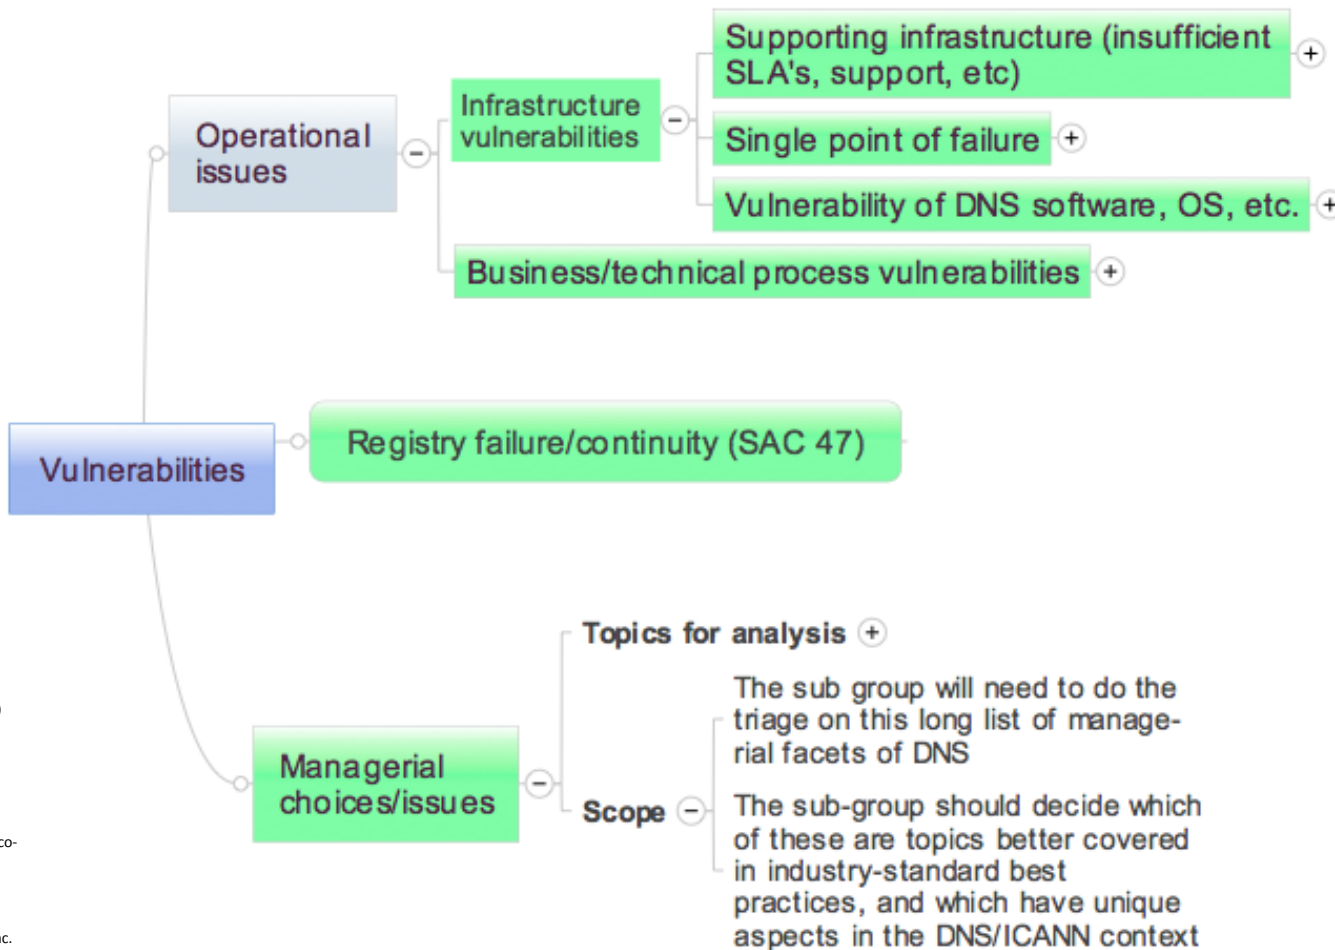 Supporting infrastructure (insufficient
SLA's, support, etc)
Infrastructure
vulnerabilities
Operational
issues
Single point of failure
Vulnerability of DNS software, OS, etc.
Business/technical process vulnerabilities
Registry failure/continuity (SAC 47)
Vulnerabilities
Topics for analysis
The sub group will need to do the
triage on this long list of manage-
rial facets of DNS
Managerial
choices/issues
Scope
The sub-group should decide which
of these are topics better covered
in industry-standard best
practices, and which have unique
aspects in the DNS/ICANN context